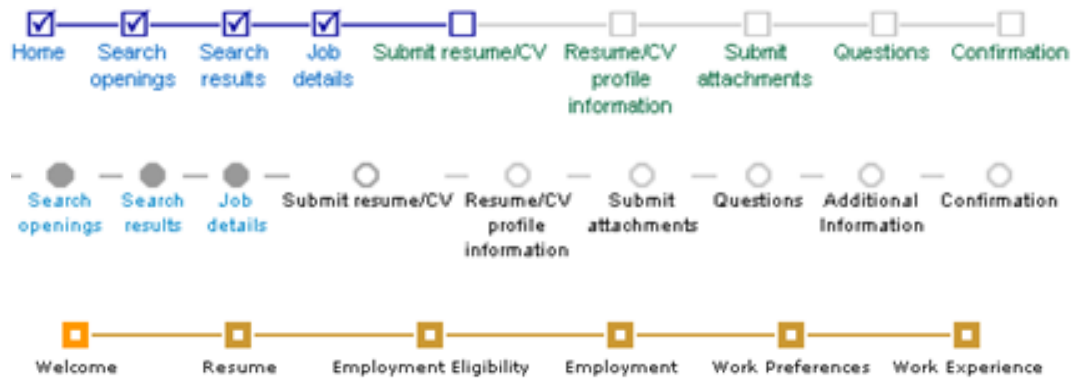 Home Search Search Job Submit resume/CV Resume/CV Submit Questions Confirmation
openings results details profile attachments
information
Search Search Job Submit resume/CV Resume/CV Submit Questions Additional Confirmation
openings results details profile attachments Information
information
Welcome Resume Employment Eligibility Employment Work Preferences Work Experience